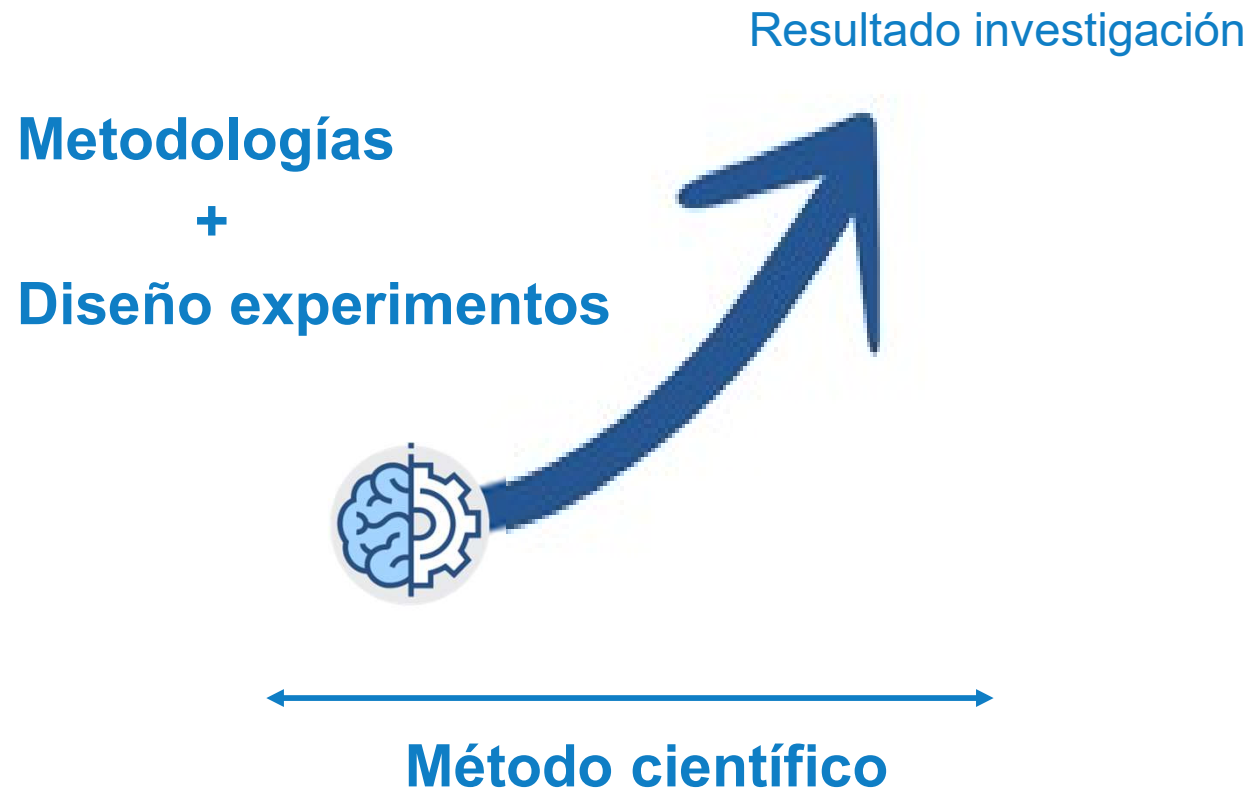 Resultado investigación
Metodologías
+
Diseño experimentos
Método científico